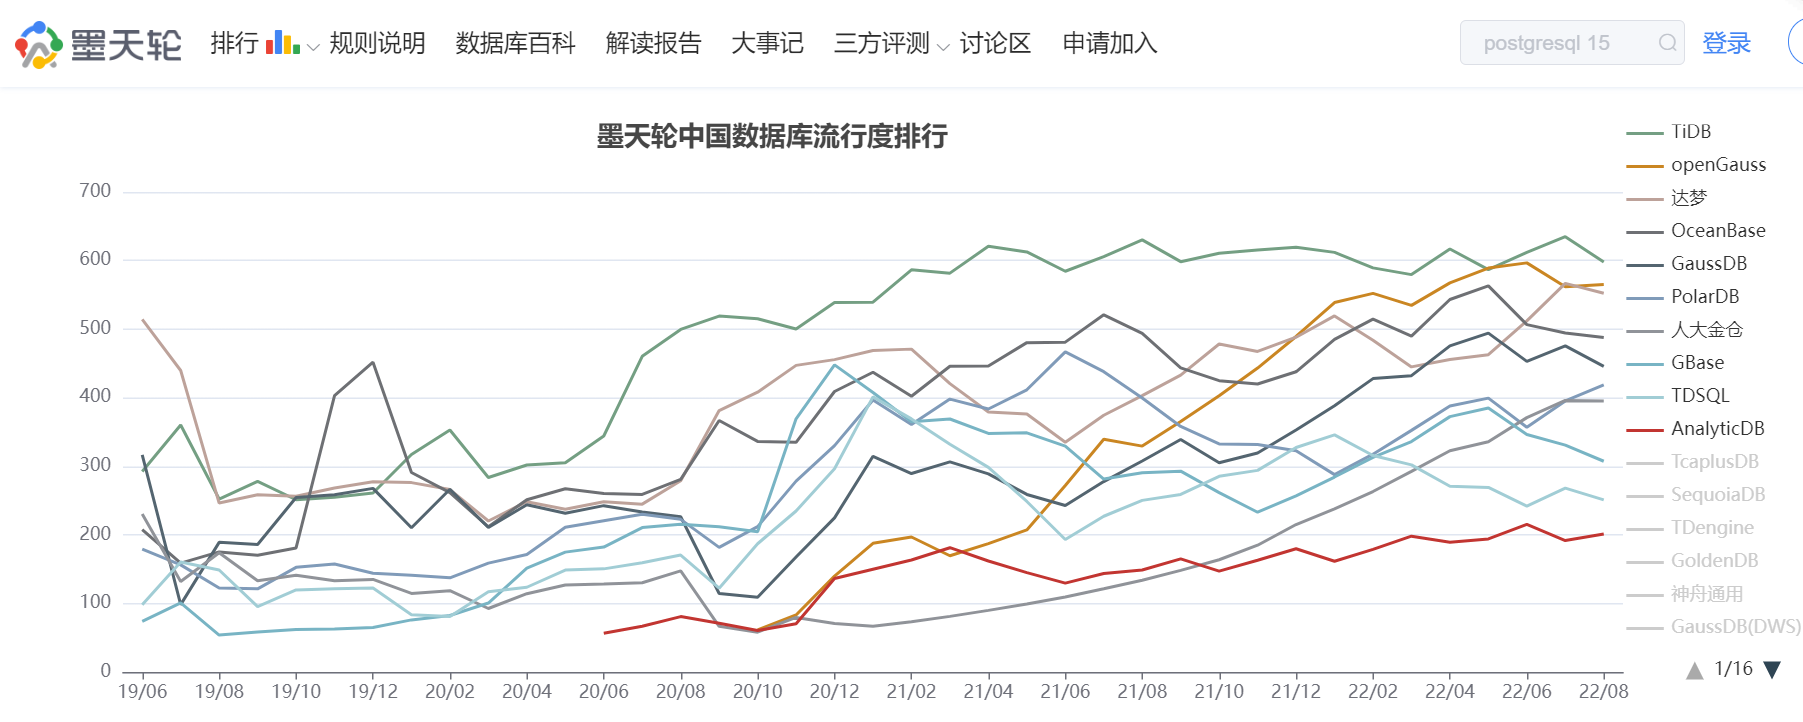 墨天轮 排行 规则说明 数据库百科 解读报告 大事记 三方评测 讨论区 申请加入 postgresql 15 登录
墨天轮中国数据库流行度排行
TiDB
openGauss
达梦
OceanBase
GaussDB
PolarDB
人大金仓
GBase
TDSQL
AnalyticDB
TcaplusDB
SequoiaDB
TDengine
GoldenDB
神舟通用
GaussDB(DWS)
1/16
700
600
500
400
300
200
100
0
19/06 19/08 19/10 19/12 20/02 20/04 20/06 20/08 20/10 20/12 21/02 21/04 21/06 21/08 21/10 21/12 22/02 22/04 22/06 22/08